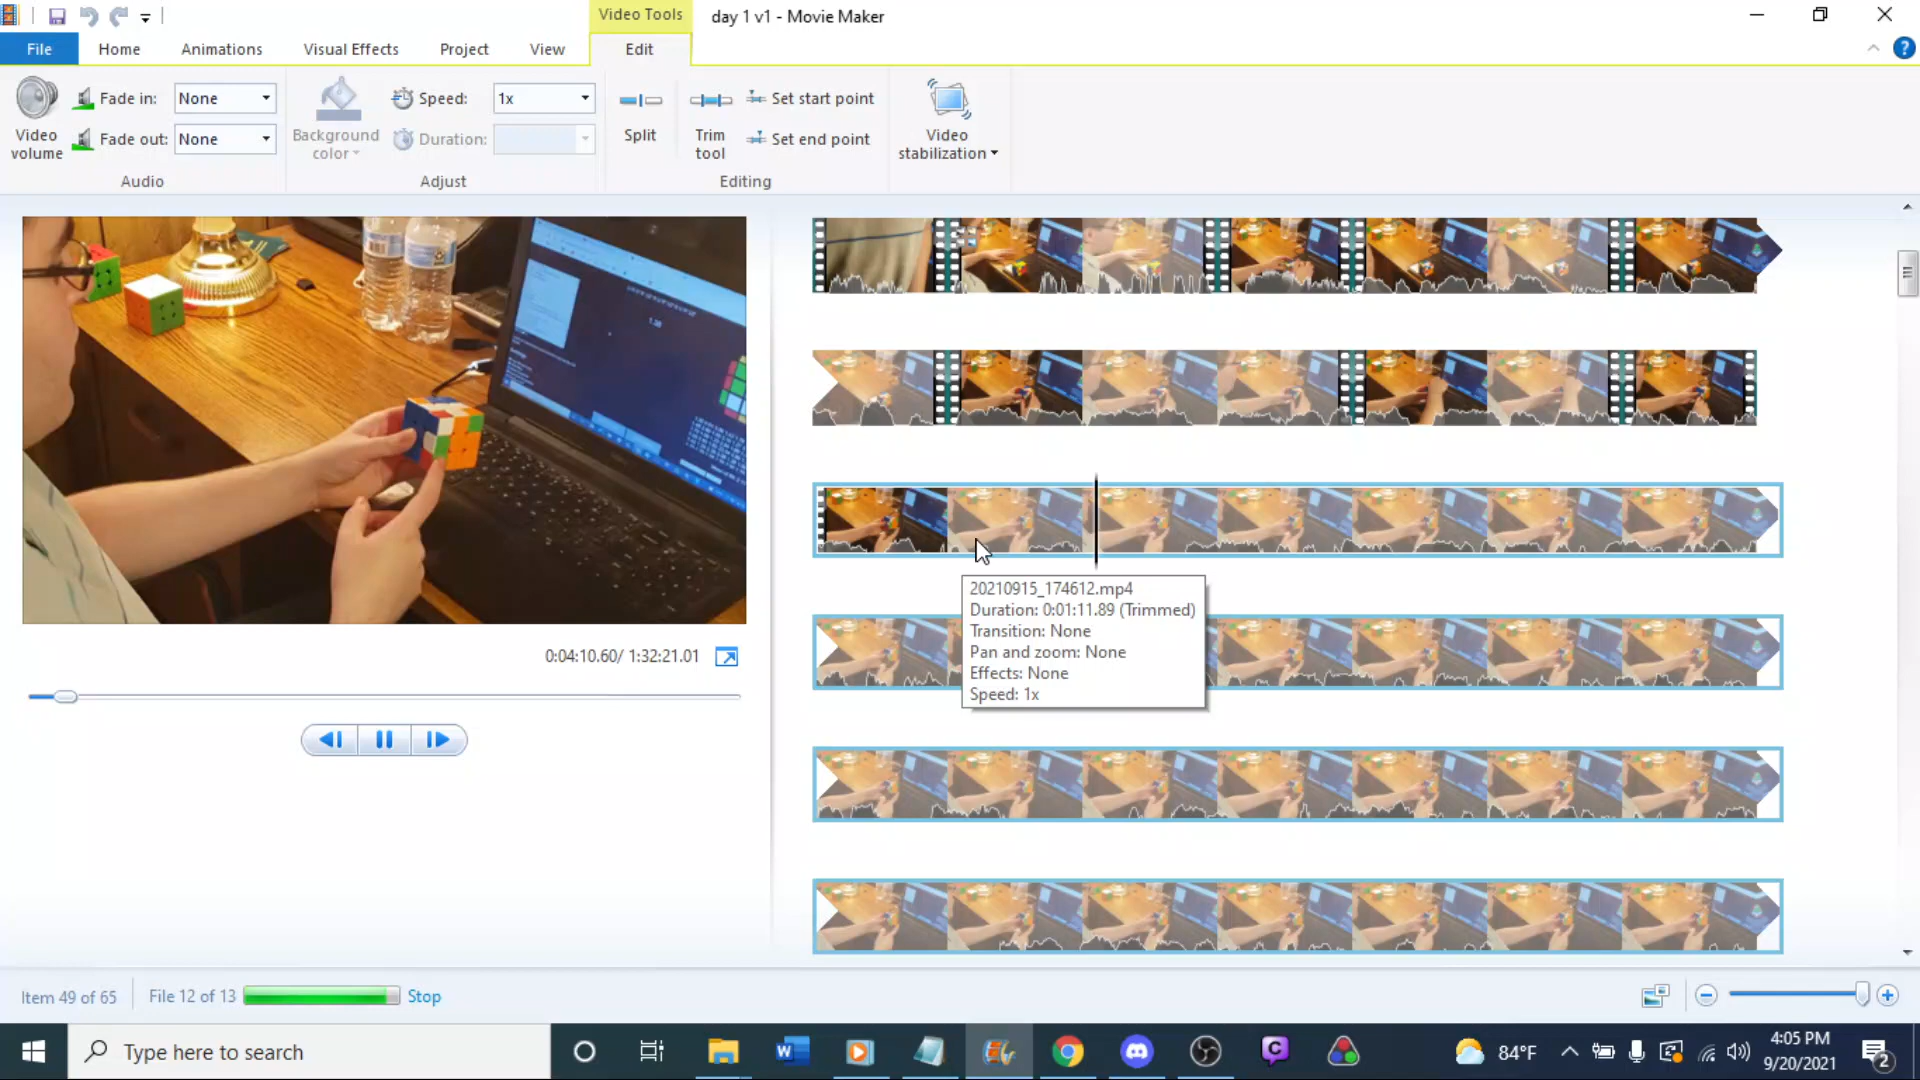 Video Tools
day 1 v1 - Movie Maker
File
Home
Animations
Visual Effects
Project
View
Edit
Video
volume
Fade in:
None
Fade out:
None
Audio
Background
color
Speed:
1x
Duration:
Adjust
Split
Trim
tool
Set start point
Set end point
Editing
Video
stabilization
0:04:10.60/ 1:32:21.01
20210915_174612.mp4
Duration: 0:01:11.89 (Trimmed)
Transition: None
Pan and zoom: None
Effects: None
Speed: 1x
Item 49 of 65
File 12 of 13
Stop
Type here to search
84°F
4:05 PM
9/20/2021
2